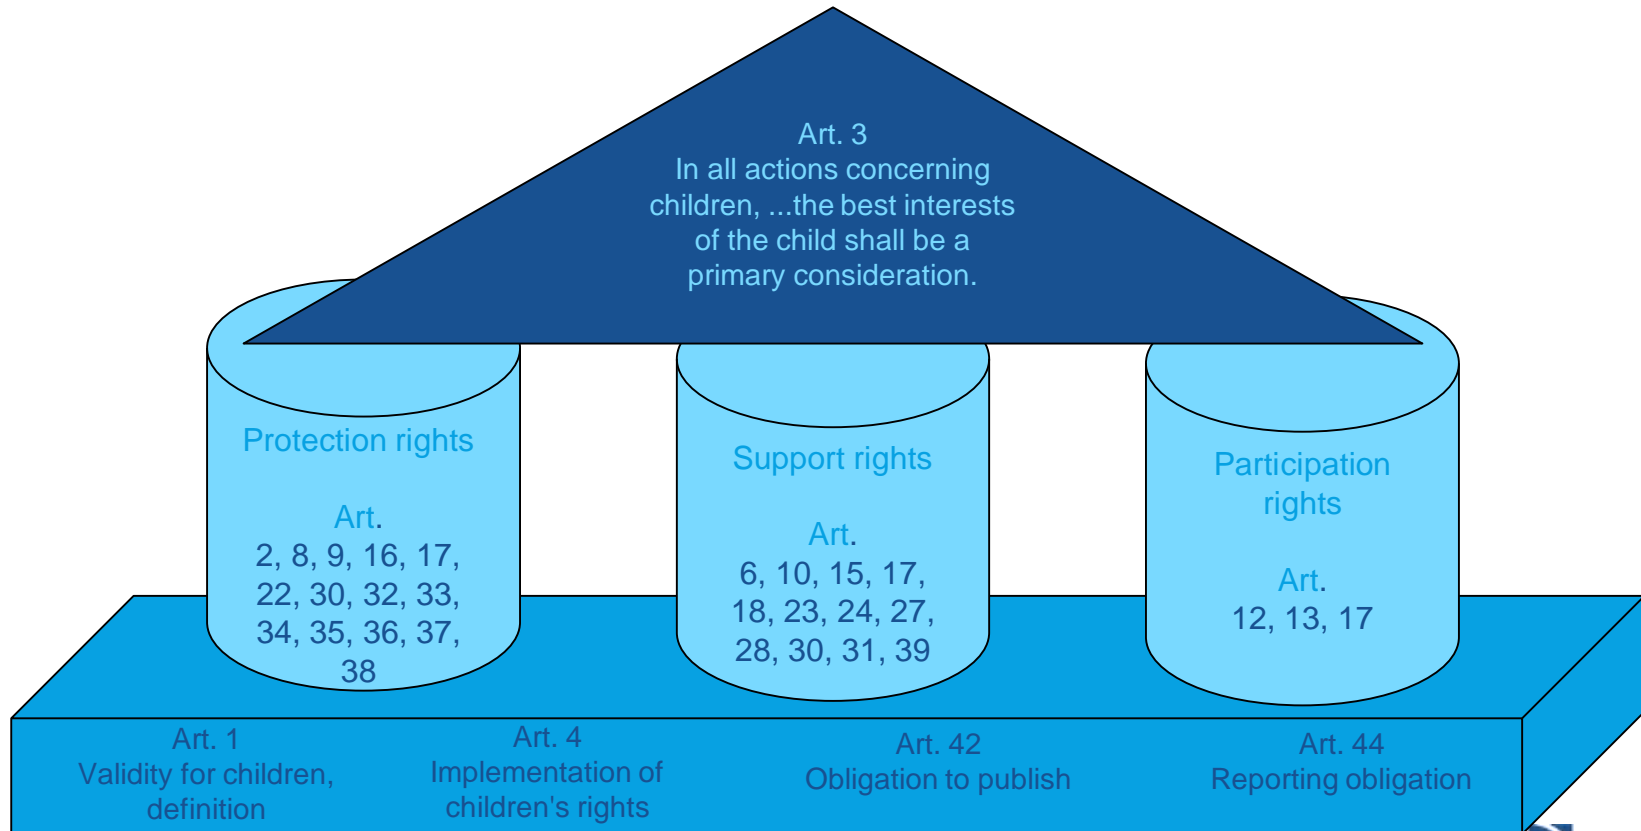 Art. 3
In all actions concerning
children, ...the best interests
of the child shall be a
primary consideration.
Protection rights
Art.
2, 8, 9, 16, 17,
22, 30, 32, 33,
34, 35, 36, 37,
38
Support rights
Art.
6, 10, 15, 17,
18, 23, 24, 27,
28, 30, 31, 39
Participation
rights
Art.
12, 13, 17
Art. 1
Validity for children,
definition
Art. 4
Implementation of
children's rights
Art. 42
Obligation to publish
Art. 44
Reporting obligation